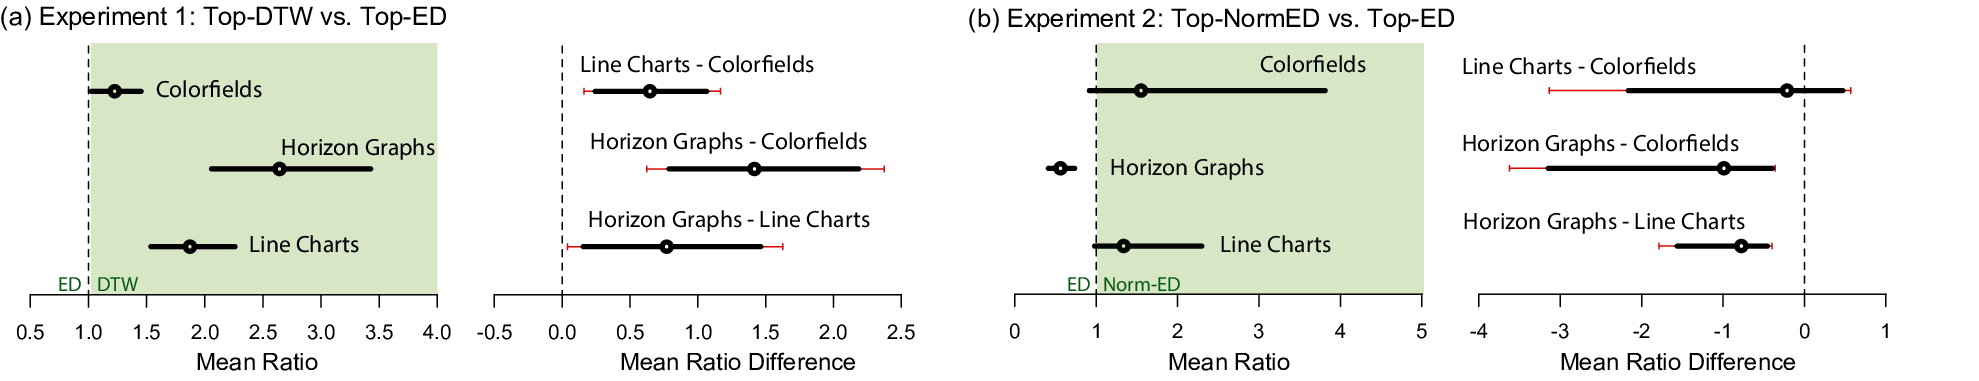 (a) Experiment 1: Top-DTW vs. Top-ED
Colorfields
Horizon Graphs
Line Charts
ED DTW
0.5 1.0 1.5 2.0 2.5 3.0 3.5 4.0
Mean Ratio
Line Charts - Colorfields
Horizon Graphs - Colorfields
Horizon Graphs - Line Charts
-0.5 0.0 0.5 1.0 1.5 2.0 2.5
Mean Ratio Difference
(b) Experiment 2: Top-NormED vs. Top-ED
Colorfields
Horizon Graphs
Line Charts
ED Norm-ED
0 1 2 3 4 5
Mean Ratio
Line Charts - Colorfields
Horizon Graphs - Colorfields
Horizon Graphs - Line Charts
-4 -3 -2 -1 0 1
Mean Ratio Difference